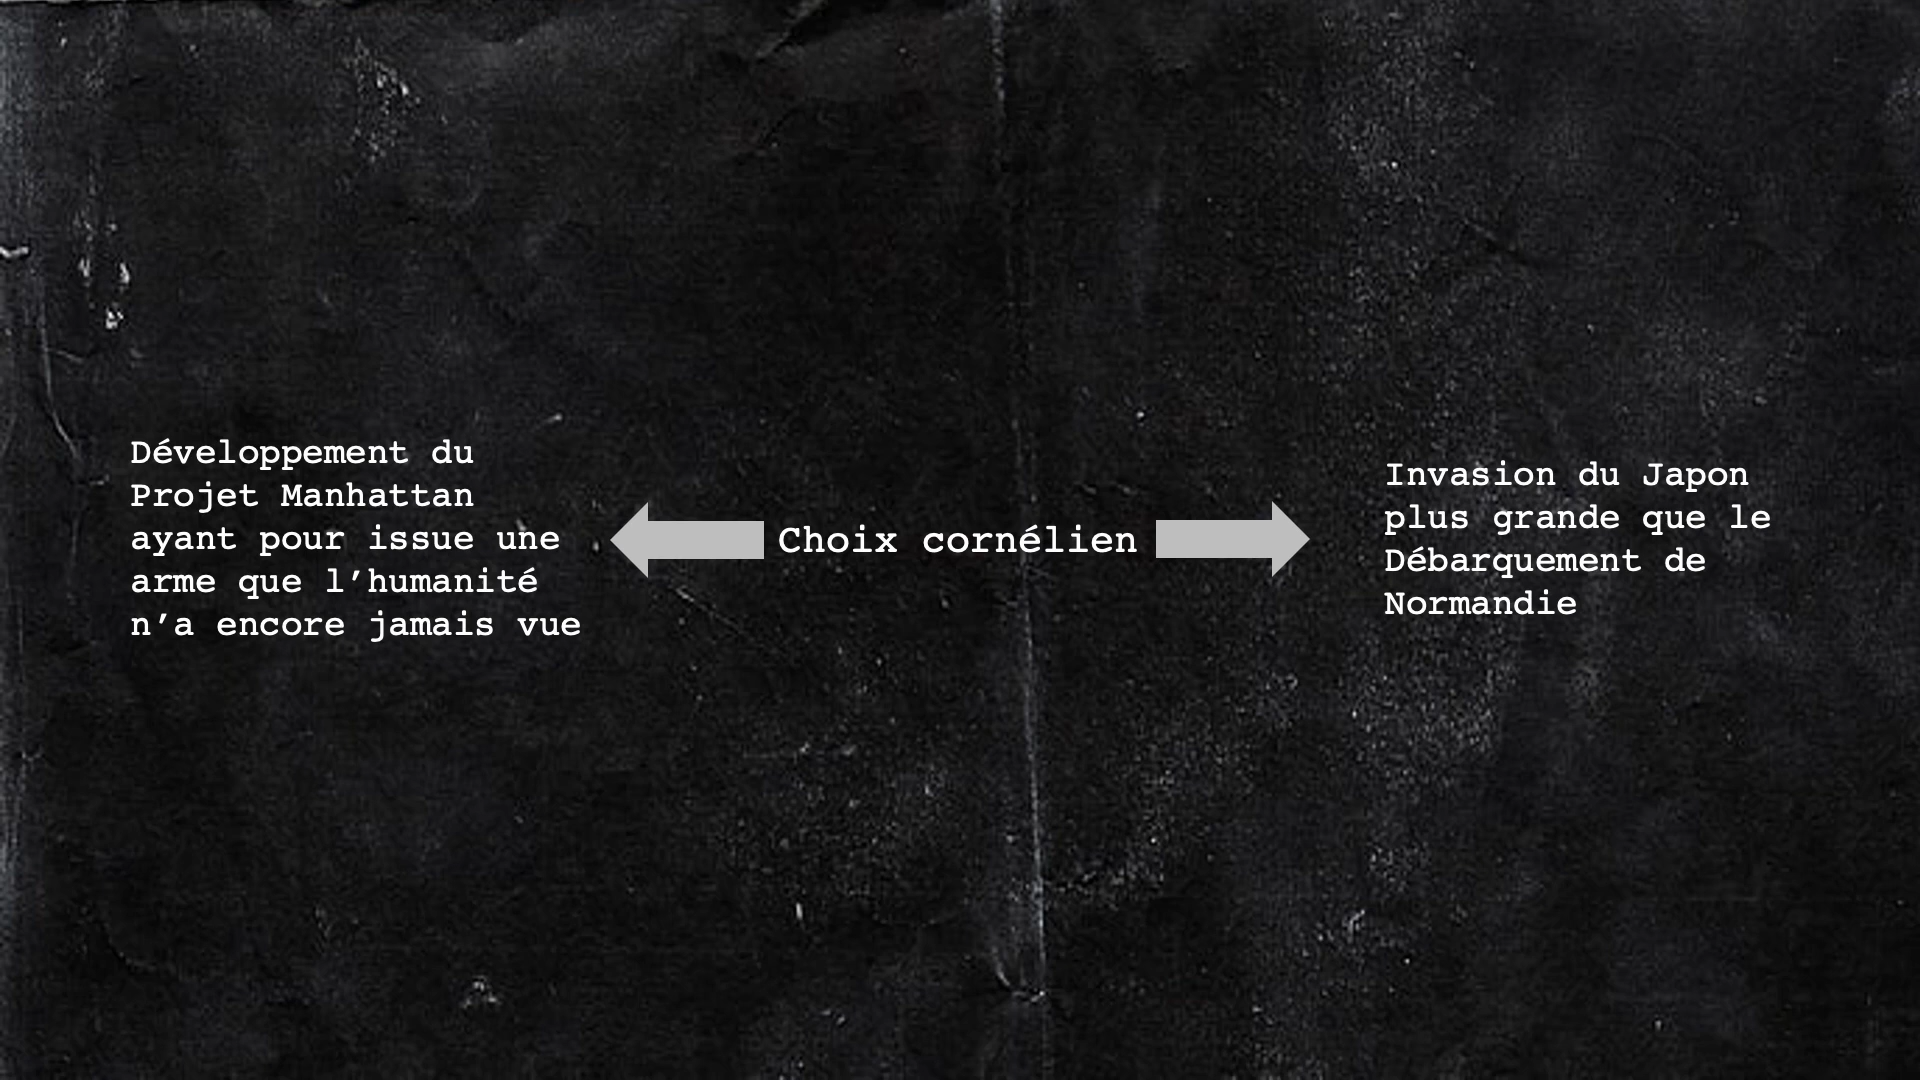 Développement du
Projet Manhattan
ayant pour issue une
arme que l’humanité
n’a encore jamais vue
Choix cornélien
Invasion du Japon
plus grande que le
Débarquement de
Normandie